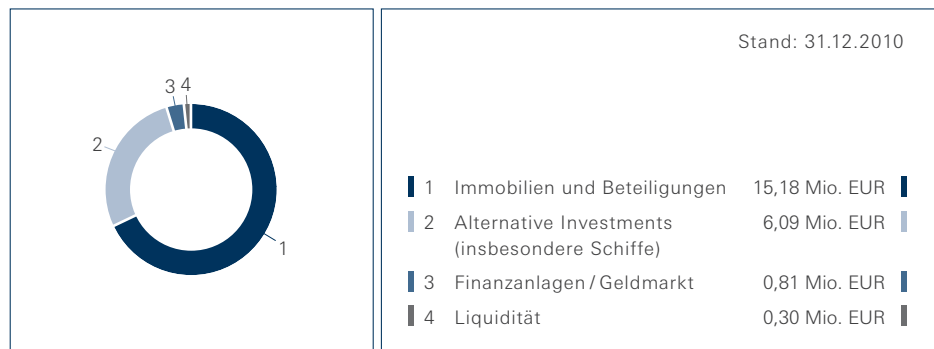 3 4
2
1
Stand: 31.12.2010
1 Immobilien und Beteiligungen 15,18 Mio. EUR
2 Alternative Investments 6,09 Mio. EUR
(insbesondere Schiffe)
3 Finanzanlagen / Geldmarkt 0,81 Mio. EUR
4 Liquidität 0,30 Mio. EUR